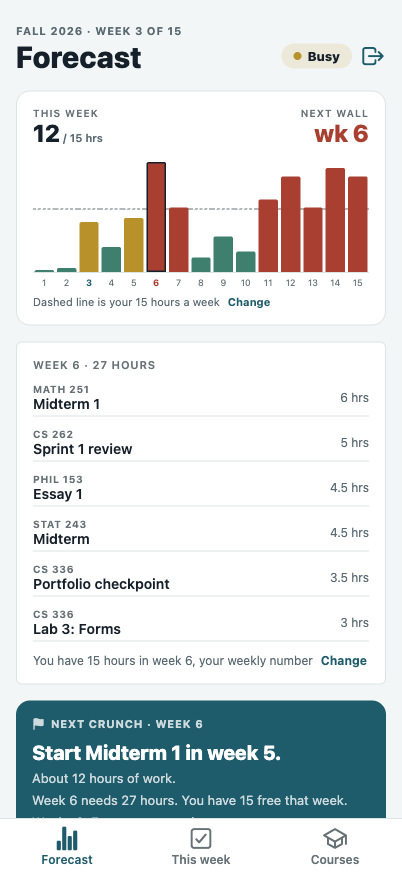 FALL 2026 · WEEK 3 OF 15
Forecast
Busy
THIS WEEK
12 / 15 hrs
NEXT WALL
wk 6
1 2 3 4 5 6 7 8 9 10 11 12 13 14 15
Dashed line is your 15 hours a week Change
WEEK 6 · 27 HOURS
MATH 251
Midterm 1
6 hrs
CS 262
Sprint 1 review
5 hrs
PHIL 153
Essay 1
4.5 hrs
STAT 243
Midterm
4.5 hrs
CS 336
Portfolio checkpoint
3.5 hrs
CS 336
Lab 3: Forms
3 hrs
You have 15 hours in week 6, your weekly number Change
NEXT CRUNCH · WEEK 6
Start Midterm 1 in week 5.
About 12 hours of work.
Week 6 needs 27 hours. You have 15 free that week.
Forecast
This week
Courses